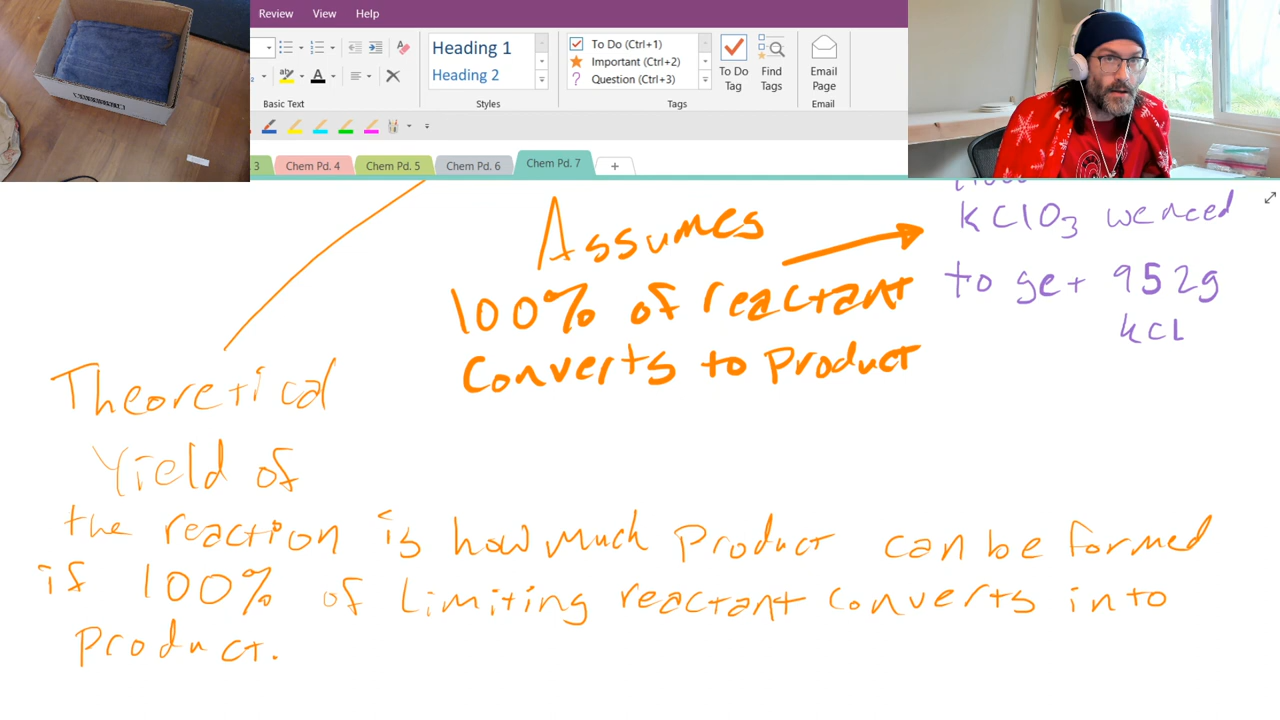 Review View Help
Heading 1
Heading 2
To Do (Ctrl+1)
Important (Ctrl+2)
Question (Ctrl+3)
To Do
Tag
Find
Tags
Email
Page
Basic Text
Styles
Tags
Email
3
Chem Pd. 4
Chem Pd. 5
Chem Pd. 6
Chem Pd. 7
Assumes
100% of reactant
Converts to Product
KClO3 we need
to get 952g
KCl
Theoretical
Yield of
the reaction is how much Product can be formed
if 100% of Limiting reactant converts into
Product.